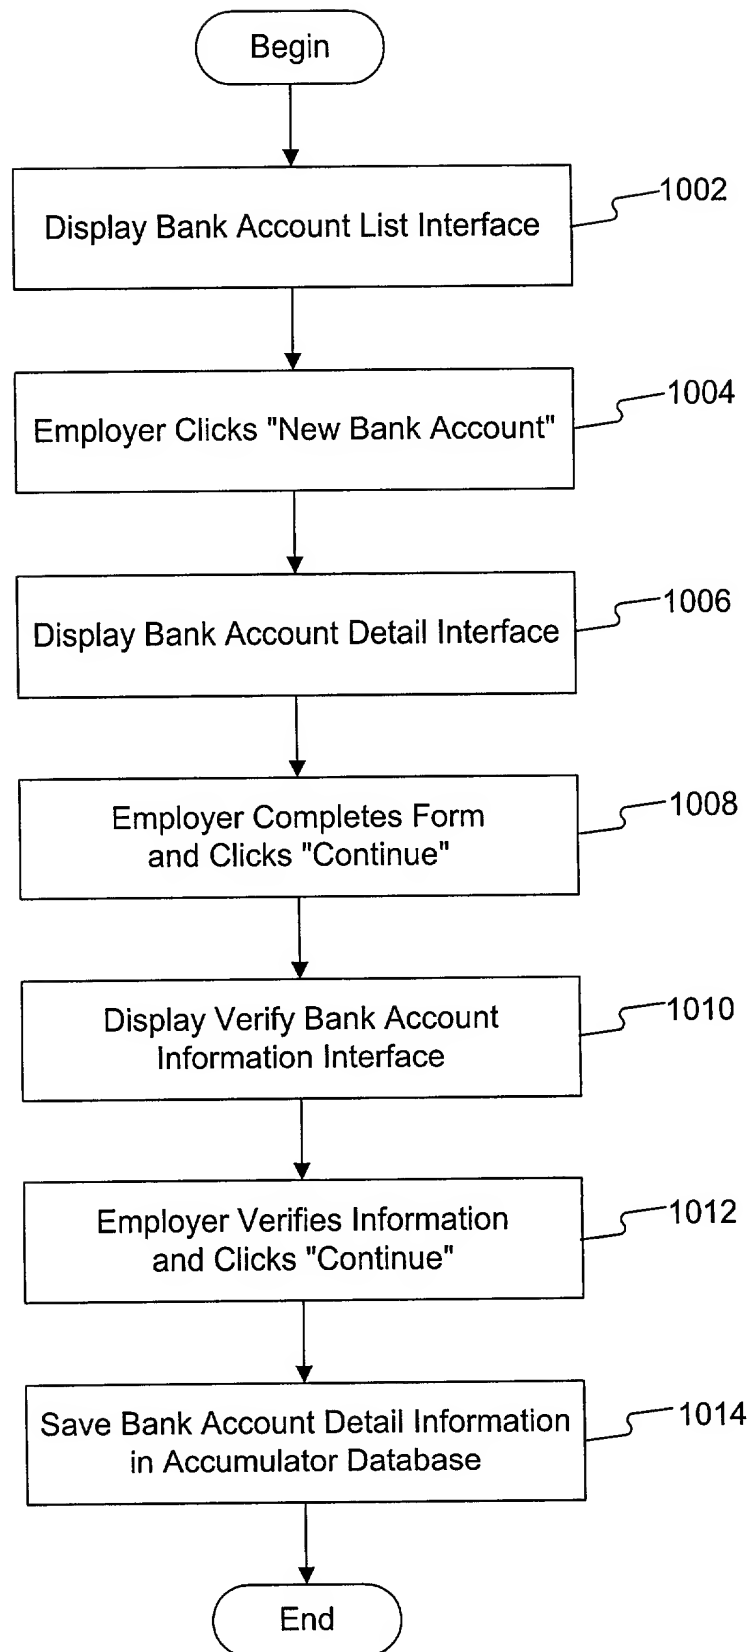 Begin
Display Bank Account List Interface
1002
Employer Clicks "New Bank Account"
1004
Display Bank Account Detail Interface
1006
Employer Completes Form
and Clicks "Continue"
1008
Display Verify Bank Account
Information Interface
1010
Employer Verifies Information
and Clicks "Continue"
1012
Save Bank Account Detail Information
in Accumulator Database
1014
End